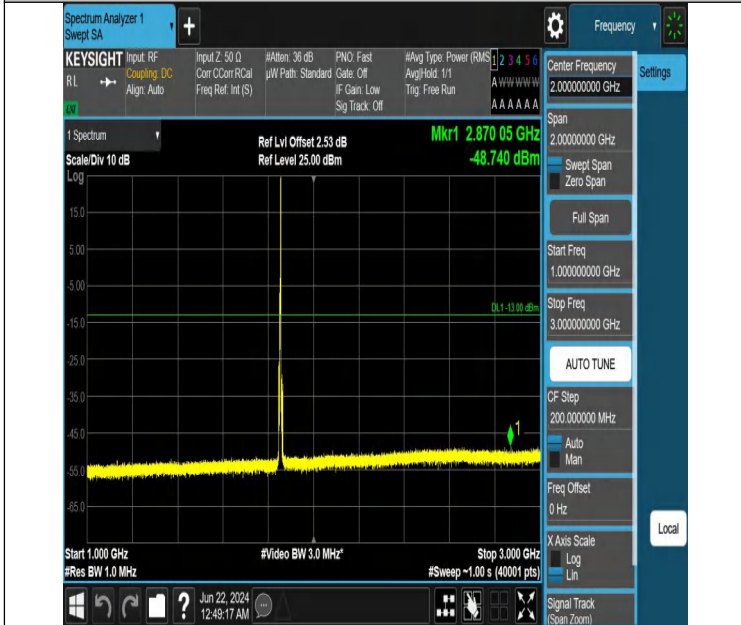 Spectrum Analyzer 1
Swept SA
+
Frequency
KEYSIGHT
RL
Input: RF
Coupling: DC
Align: Auto
Input Z: 50 Ω
Corr CCorr RCal
Freq Ref: Int (S)
#Atten: 36 dB
µW Path: Standard
PNO: Fast
Gate: Off
IF Gain: Low
Sig Track: Off
#Avg Type: Power (RMS
Avg|Hold: 1/1
Trig: Free Run
1 2 3 4 5 6
A W W W W W
A A A A A A
1 Spectrum
Scale/Div 10 dB
Ref Lvl Offset 2.53 dB
Ref Level 25.00 dBm
Mkr1 2.870 05 GHz
-48.740 dBm
Log
15.0
5.00
-5.00
-15.0
-25.0
-35.0
-45.0
-55.0
-65.0
DL1 -13.00 dBm
1
Start 1.000 GHz
#Res BW 1.0 MHz
#Video BW 3.0 MHz*
Stop 3.000 GHz
#Sweep ~1.00 s (40001 pts)
Jun 22, 2024
12:49:17 AM
?
Center Frequency
2.000000000 GHz
Settings
Span
2.00000000 GHz
Swept Span
Zero Span
Full Span
Start Freq
1.000000000 GHz
Stop Freq
3.000000000 GHz
AUTO TUNE
CF Step
200.000000 MHz
Auto
Man
Freq Offset
0 Hz
X Axis Scale
Log
Lin
Local
Signal Track
(Span Zoom)